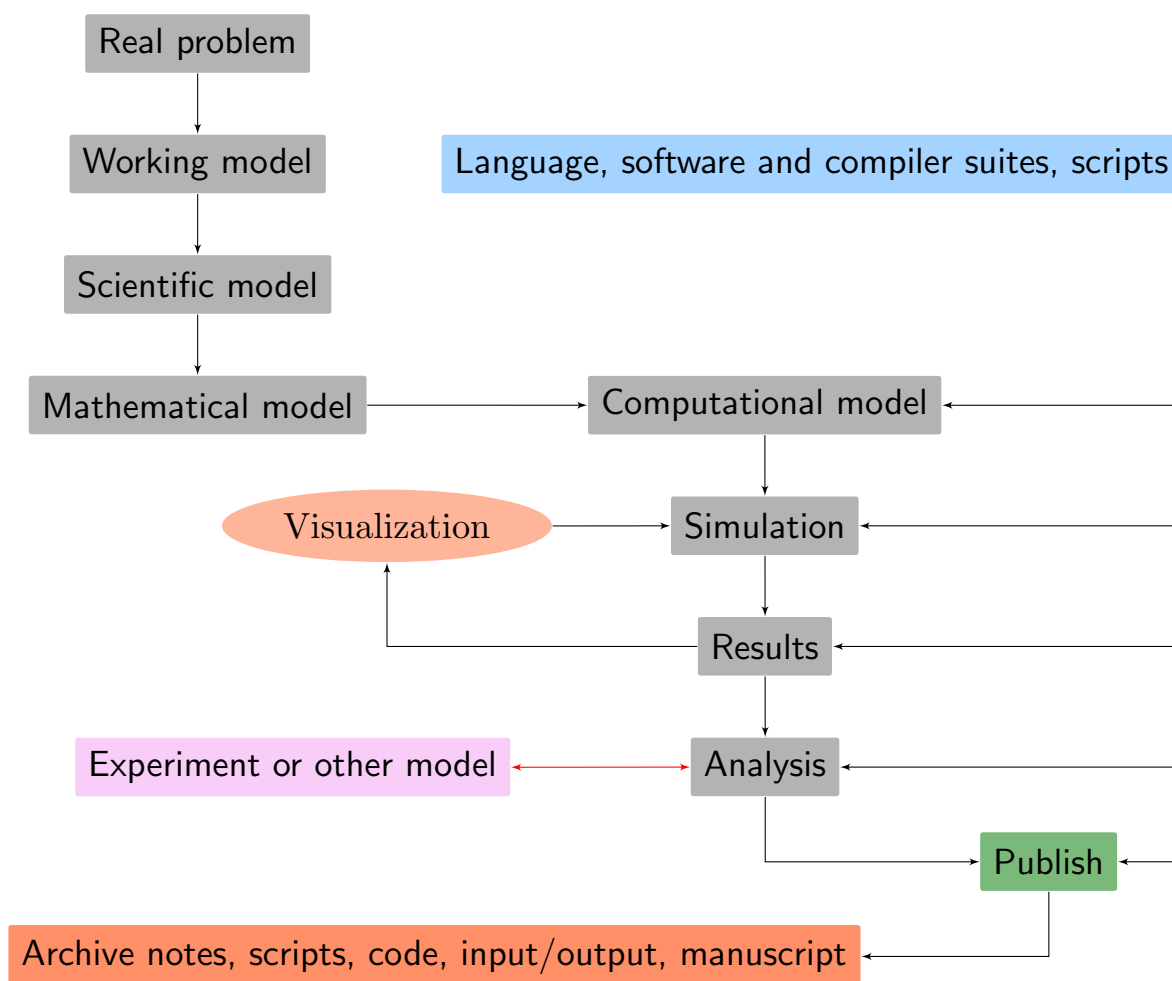 Real problem
Working model
Language, software and compiler suites, scripts
Scientific model
Mathematical model
Computational model
Visualization
Simulation
Results
Experiment or other model
Analysis
Publish
Archive notes, scripts, code, input/output, manuscript